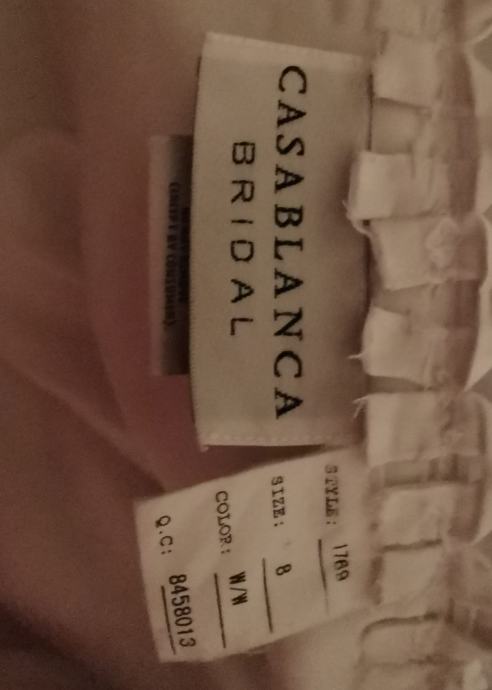 CASABLANCA
BRIDAL
STYLE: 1769
SIZE: 8
COLOR: W/W
Q.C: 8458013